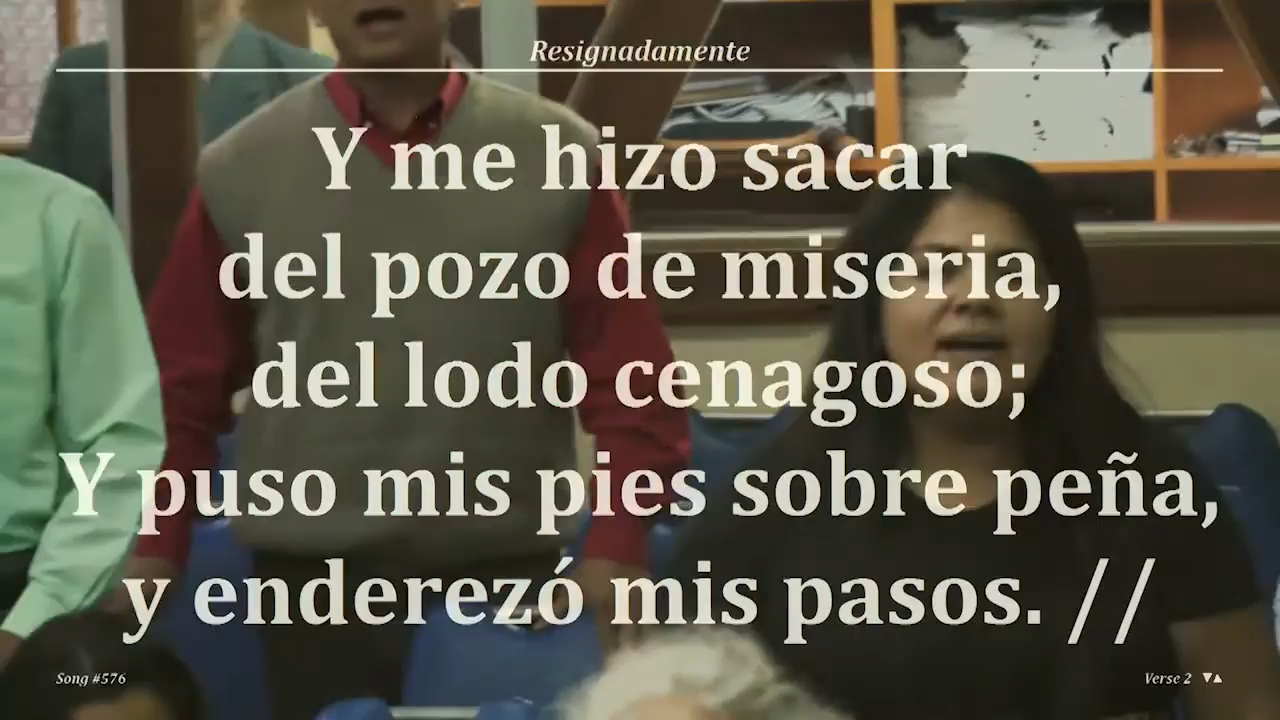 Resignadamente
Y me hizo sacar
del pozo de miseria,
del lodo cenagoso;
Y puso mis pies sobre peña,
y enderezó mis pasos. //
Song #576
Verse 2 ▼▲